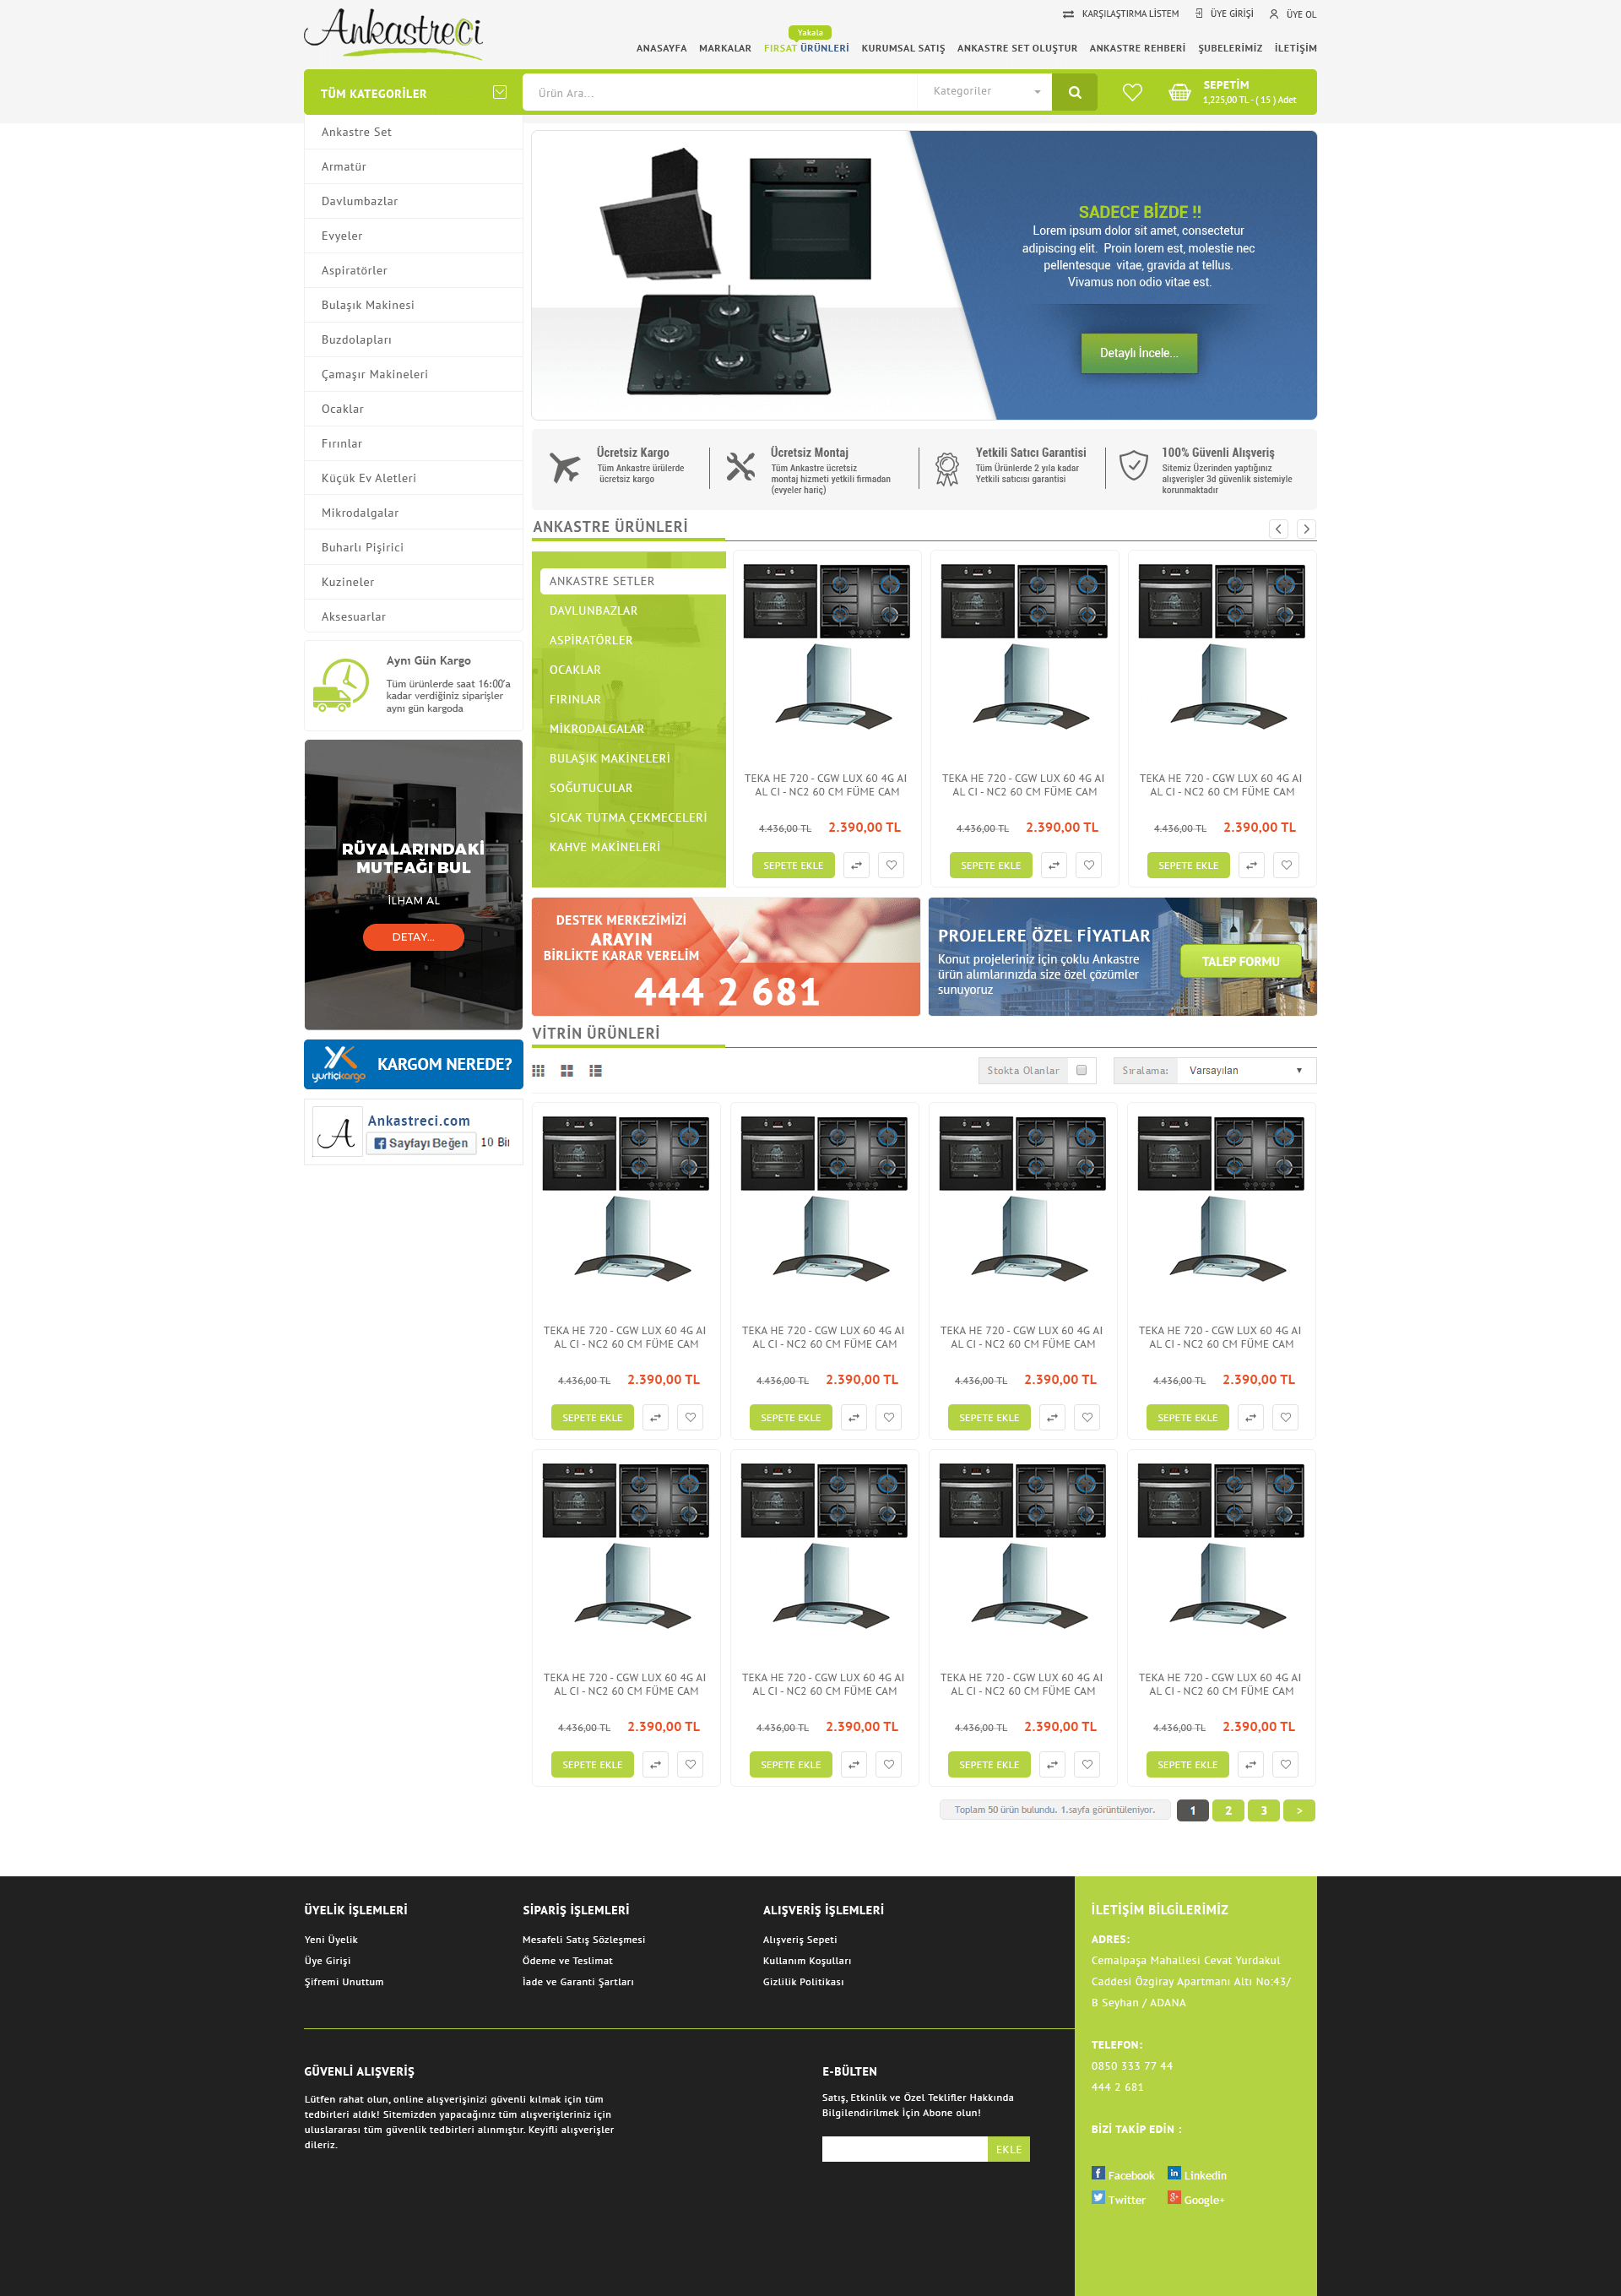 Ankastreci
KARŞILAŞTIRMA LİSTEM
ÜYE GİRİŞİ
ÜYE OL
Yakala
ANASAYFA
MARKALAR
FIRSAT ÜRÜNLERİ
KURUMSAL SATIŞ
ANKASTRE SET OLUŞTUR
ANKASTRE REHBERİ
ŞUBELERİMİZ
İLETİŞİM
TÜM KATEGORİLER
Ürün Ara...
Kategoriler
SEPETİM
1,225,00 TL - ( 15 ) Adet
Ankastre Set
Armatür
Davlumbazlar
Evyeler
Aspiratörler
Bulaşık Makinesi
Buzdolapları
Çamaşır Makineleri
Ocaklar
Fırınlar
Küçük Ev Aletleri
Mikrodalgalar
Buharlı Pişirici
Kuzineler
Aksesuarlar
Aynı Gün Kargo
Tüm ürünlerde saat 16:00'a
kadar verdiğiniz siparişler
aynı gün kargoda
RÜYALARINDAKİ
MUTFAĞI BUL
İLHAM AL
DETAY...
yurtiçikargo
KARGOM NEREDE?
Ankastreci.com
A
Sayfayı Beğen
10 Bin
SADECE BİZDE !!
Lorem ipsum dolor sit amet, consectetur
adipiscing elit. Proin lorem est, molestie nec
pellentesque vitae, gravida at tellus.
Vivamus non odio vitae est.
Detaylı İncele...
Ücretsiz Kargo
Tüm Ankastre ürülerde
ücretsiz kargo
Ücretsiz Montaj
Tüm Ankastre ücretsiz
montaj hizmeti yetkili firmadan
(evyeler hariç)
Yetkili Satıcı Garantisi
Tüm Ürünlerde 2 yıla kadar
Yetkili satıcısı garantisi
100% Güvenli Alışveriş
Sitemiz Üzerinden yaptığınız
alışverişler 3d güvenlik sistemiyle
korunmaktadır
ANKASTRE ÜRÜNLERİ
ANKASTRE SETLER
DAVLUNBAZLAR
ASPİRATÖRLER
OCAKLAR
FIRINLAR
MİKRODALGALAR
BULAŞIK MAKİNELERİ
SOĞUTUCULAR
SICAK TUTMA ÇEKMECELERİ
KAHVE MAKİNELERİ
TEKA HE 720 - CGW LUX 60 4G AI
AL CI - NC2 60 CM FÜME CAM
4.436,00 TL 2.390,00 TL
SEPETE EKLE
TEKA HE 720 - CGW LUX 60 4G AI
AL CI - NC2 60 CM FÜME CAM
4.436,00 TL 2.390,00 TL
SEPETE EKLE
TEKA HE 720 - CGW LUX 60 4G AI
AL CI - NC2 60 CM FÜME CAM
4.436,00 TL 2.390,00 TL
SEPETE EKLE
DESTEK MERKEZİMİZİ
ARAYIN
BİRLİKTE KARAR VERELİM
444 2 681
PROJELERE ÖZEL FİYATLAR
Konut projeleriniz için çoklu Ankastre
ürün alımlarınızda size özel çözümler
sunuyoruz
TALEP FORMU
VİTRİN ÜRÜNLERİ
Stokta Olanlar
Sıralama:
Varsayılan
TEKA HE 720 - CGW LUX 60 4G AI
AL CI - NC2 60 CM FÜME CAM
4.436,00 TL 2.390,00 TL
SEPETE EKLE
TEKA HE 720 - CGW LUX 60 4G AI
AL CI - NC2 60 CM FÜME CAM
4.436,00 TL 2.390,00 TL
SEPETE EKLE
TEKA HE 720 - CGW LUX 60 4G AI
AL CI - NC2 60 CM FÜME CAM
4.436,00 TL 2.390,00 TL
SEPETE EKLE
TEKA HE 720 - CGW LUX 60 4G AI
AL CI - NC2 60 CM FÜME CAM
4.436,00 TL 2.390,00 TL
SEPETE EKLE
TEKA HE 720 - CGW LUX 60 4G AI
AL CI - NC2 60 CM FÜME CAM
4.436,00 TL 2.390,00 TL
SEPETE EKLE
TEKA HE 720 - CGW LUX 60 4G AI
AL CI - NC2 60 CM FÜME CAM
4.436,00 TL 2.390,00 TL
SEPETE EKLE
TEKA HE 720 - CGW LUX 60 4G AI
AL CI - NC2 60 CM FÜME CAM
4.436,00 TL 2.390,00 TL
SEPETE EKLE
TEKA HE 720 - CGW LUX 60 4G AI
AL CI - NC2 60 CM FÜME CAM
4.436,00 TL 2.390,00 TL
SEPETE EKLE
Toplam 50 ürün bulundu. 1.sayfa görüntüleniyor.
1 2 3 >
ÜYELİK İŞLEMLERİ
Yeni Üyelik
Üye Girişi
Şifremi Unuttum
SİPARİŞ İŞLEMLERİ
Mesafeli Satış Sözleşmesi
Ödeme ve Teslimat
İade ve Garanti Şartları
ALIŞVERİŞ İŞLEMLERİ
Alışveriş Sepeti
Kullanım Koşulları
Gizlilik Politikası
GÜVENLİ ALIŞVERİŞ
Lütfen rahat olun, online alışverişinizi güvenli kılmak için tüm
tedbirleri aldık! Sitemizden yapacağınız tüm alışverişleriniz için
uluslararası tüm güvenlik tedbirleri alınmıştır. Keyifli alışverişler
dileriz.
E-BÜLTEN
Satış, Etkinlik ve Özel Teklifler Hakkında
Bilgilendirilmek İçin Abone olun!
EKLE
İLETİŞİM BİLGİLERİMİZ
ADRES:
Cemalpaşa Mahallesi Cevat Yurdakul
Caddesi Özgiray Apartmanı Altı No:43/
B Seyhan / ADANA
TELEFON:
0850 333 77 44
444 2 681
BİZİ TAKİP EDİN :
Facebook
Linkedin
Twitter
Google+